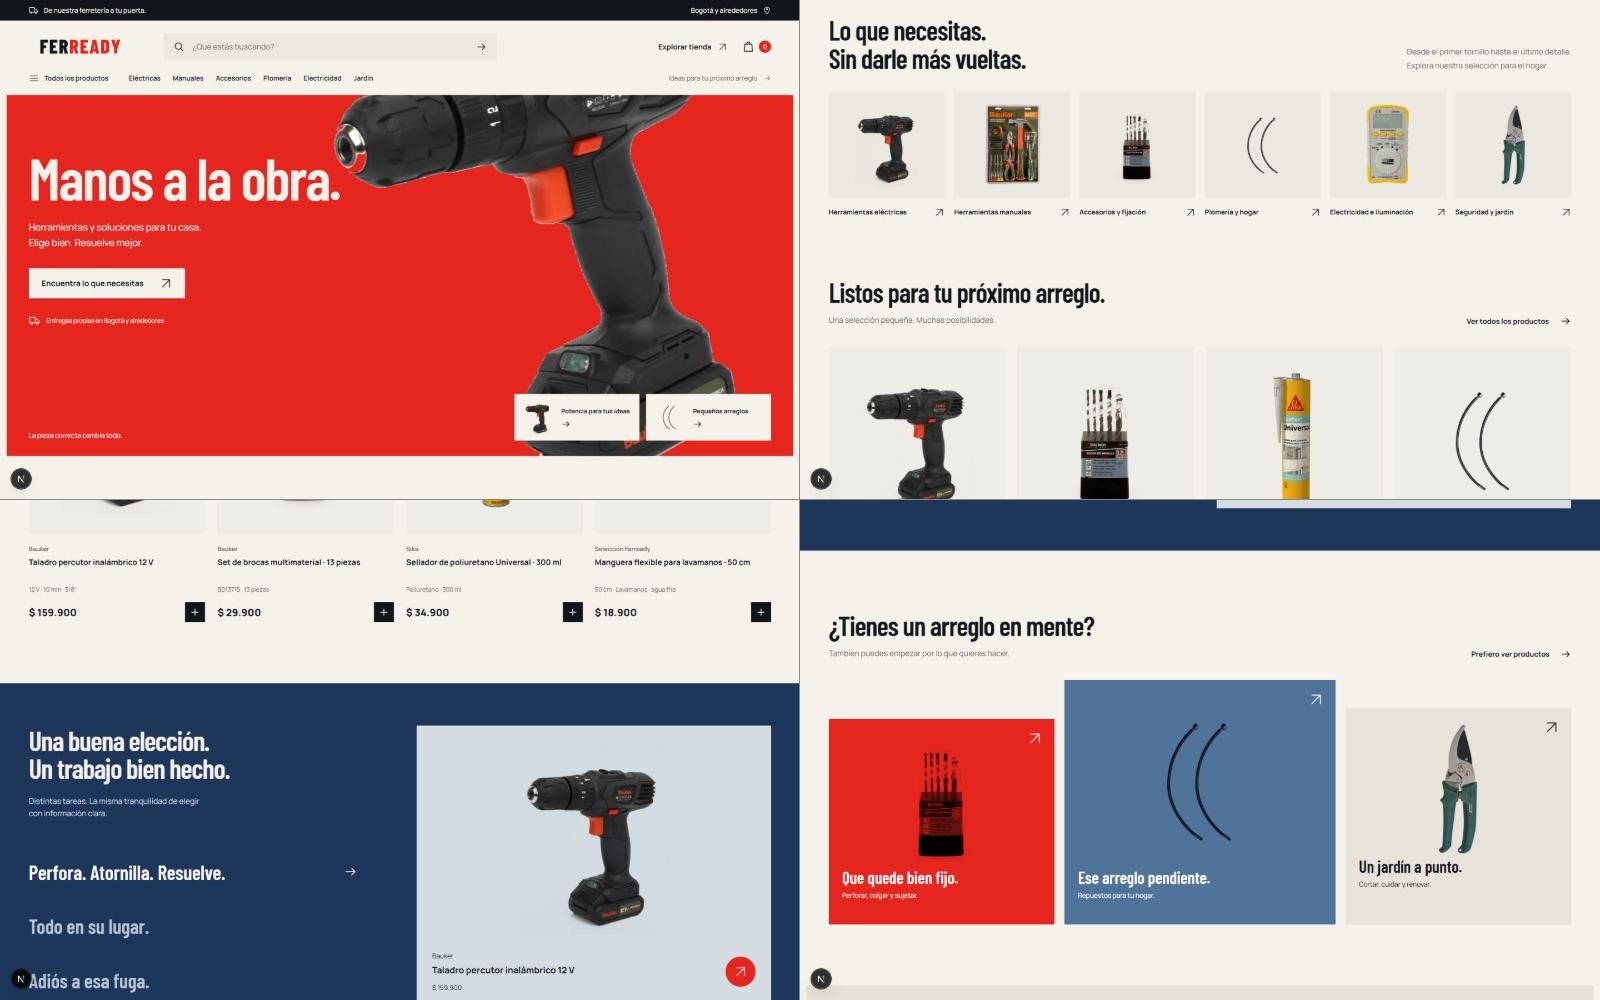 De nuestra ferretería a tu puerta.
Bogotá y alrededores
FERREADY
¿Qué estás buscando?
Explorar tienda
0
Todos los productos
Eléctricas
Manuales
Accesorios
Plomería
Electricidad
Jardín
Ideas para tu próximo arreglo
Manos a la obra.
Herramientas y soluciones para tu casa.
Elige bien. Resuelve mejor.
Encuentra lo que necesitas
Entregas propias en Bogotá y alrededores
La pieza correcta cambia todo.
Potencia para tus ideas
Pequeños arreglos
N
Lo que necesitas.
Sin darle más vueltas.
Desde el primer tornillo hasta el último detalle.
Explora nuestra selección para el hogar
Herramientas eléctricas
Herramientas manuales
Accesorios y fijación
Plomería y hogar
Electricidad e iluminación
Seguridad y jardín
Listos para tu próximo arreglo.
Una selección pequeña. Muchas posibilidades.
Ver todos los productos
Sika
Universal
N
Bauker
Taladro percutor inalámbrico 12 V
12 V · 10 mm · 3/8"
$ 159.900
Bauker
Set de brocas multimaterial · 13 piezas
BD13715 · 13 piezas
$ 29.900
Sika
Sellador de poliuretano Universal · 300 ml
Poliuretano · 300 ml
$ 34.900
Selección Ferready
Manguera flexible para lavamanos · 50 cm
50 cm · Lavamanos · agua fría
$ 18.900
Una buena elección.
Un trabajo bien hecho.
Distintas tareas. La misma tranquilidad de elegir
con información clara.
Perfora. Atornilla. Resuelve.
Todo en su lugar.
Adiós a esa fuga.
N
Bauker
Taladro percutor inalámbrico 12 V
$ 159.900
¿Tienes un arreglo en mente?
También puedes empezar por lo que quieres hacer.
Prefiero ver productos
Que quede bien fijo.
Perforar, colgar y sujetar
Ese arreglo pendiente.
Repuestos para tu hogar.
Un jardín a punto.
Cortar, cuidar y renovar.
N